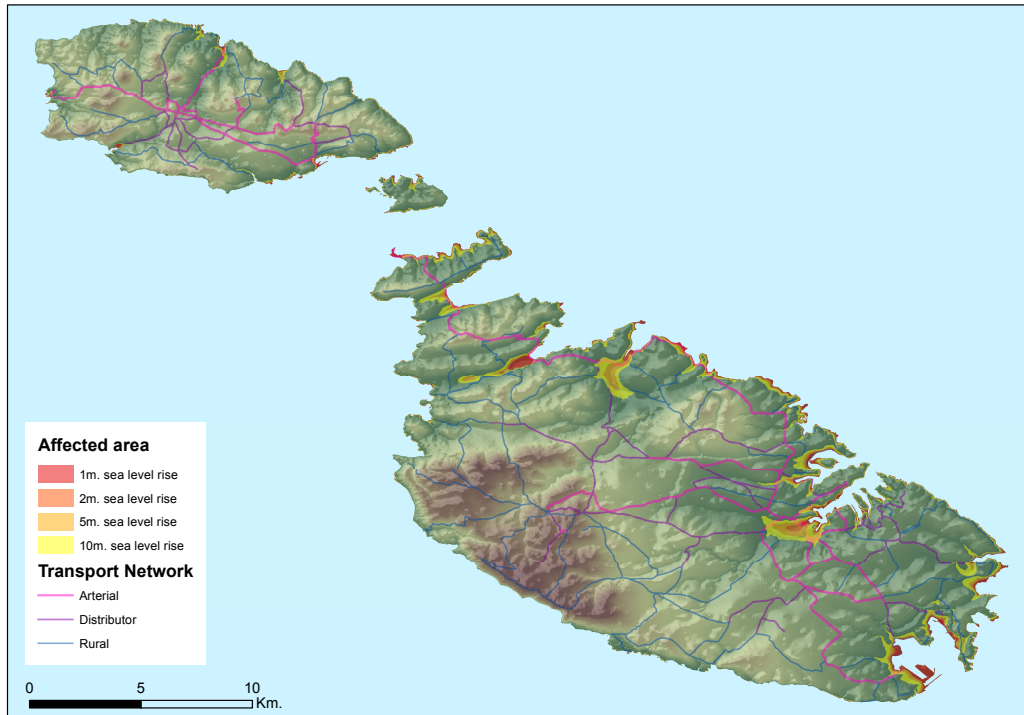 Affected area
1m. sea level rise
2m. sea level rise
5m. sea level rise
10m. sea level rise
Transport Network
Arterial
Distributor
Rural
0 5 10
Km.